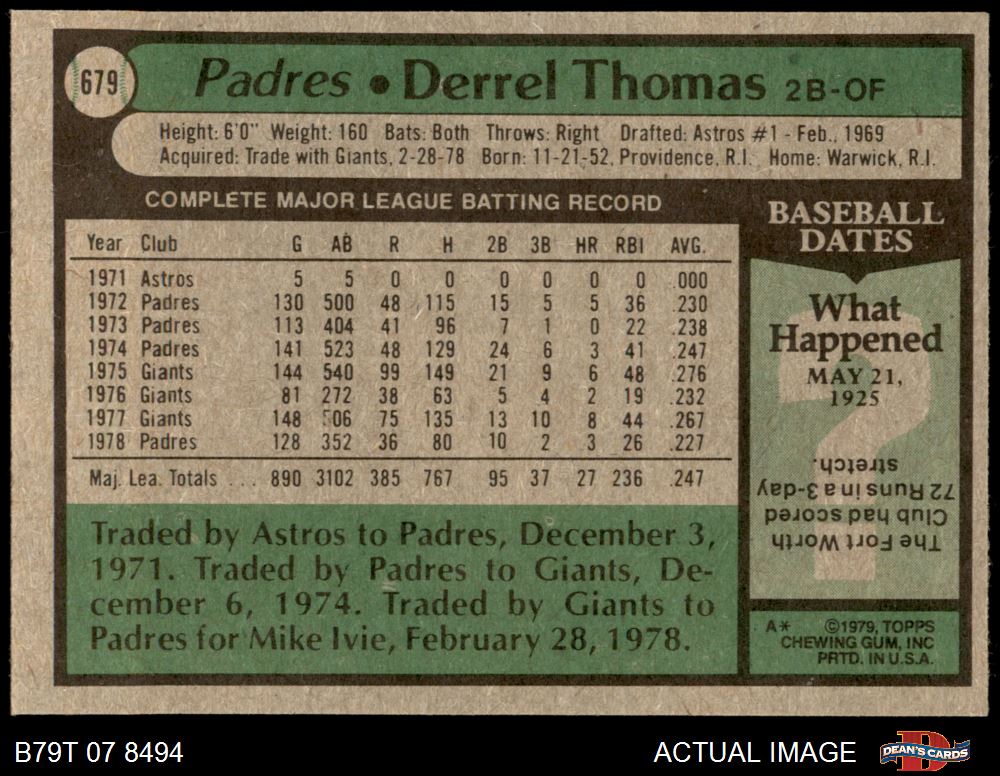 679
Padres • Derrel Thomas 2B-OF
Height: 6'0" Weight: 160 Bats: Both Throws: Right Drafted: Astros #1 - Feb., 1969
Acquired: Trade with Giants, 2-28-78 Born: 11-21-52, Providence, R.I. Home: Warwick, R.I.
COMPLETE MAJOR LEAGUE BATTING RECORD
Year Club G AB R H 2B 3B HR RBI AVG.
1971 Astros 5 5 0 0 0 0 0 0 .000
1972 Padres 130 500 48 115 15 5 5 36 .230
1973 Padres 113 404 41 96 7 1 0 22 .238
1974 Padres 141 523 48 129 24 6 3 41 .247
1975 Giants 144 540 99 149 21 9 6 48 .276
1976 Giants 81 272 38 63 5 4 2 19 .232
1977 Giants 148 506 75 135 13 10 8 44 .267
1978 Padres 128 352 36 80 10 2 3 26 .227
Maj. Lea. Totals ... 890 3102 385 767 95 37 27 236 .247
Traded by Astros to Padres, December 3,
1971. Traded by Padres to Giants, De-
cember 6, 1974. Traded by Giants to
Padres for Mike Ivie, February 28, 1978.
BASEBALL
DATES
What
Happened
MAY 21,
1925
?
The Fort Worth
Club had scored
72 Runs in a 3-day
stretch.
A* ©1979, TOPPS
CHEWING GUM, INC
PRTD. IN U.S.A.
B79T 07 8494
ACTUAL IMAGE
DEAN'S CARDS